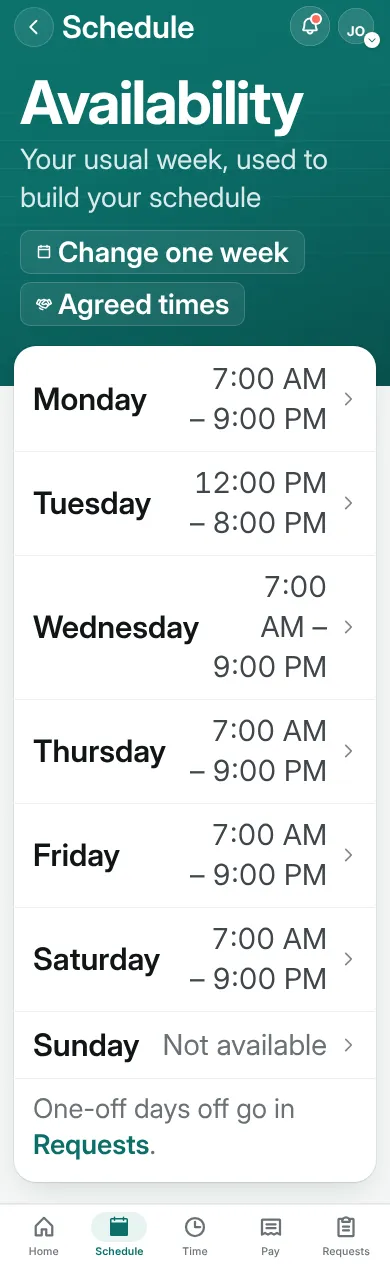 Schedule
JO
Availability
Your usual week, used to
build your schedule
Change one week
Agreed times
Monday
7:00 AM
– 9:00 PM
Tuesday
12:00 PM
– 8:00 PM
Wednesday
7:00
AM –
9:00 PM
Thursday
7:00 AM
– 9:00 PM
Friday
7:00 AM
– 9:00 PM
Saturday
7:00 AM
– 9:00 PM
Sunday Not available
One-off days off go in
Requests.
Home Schedule Time Pay Requests